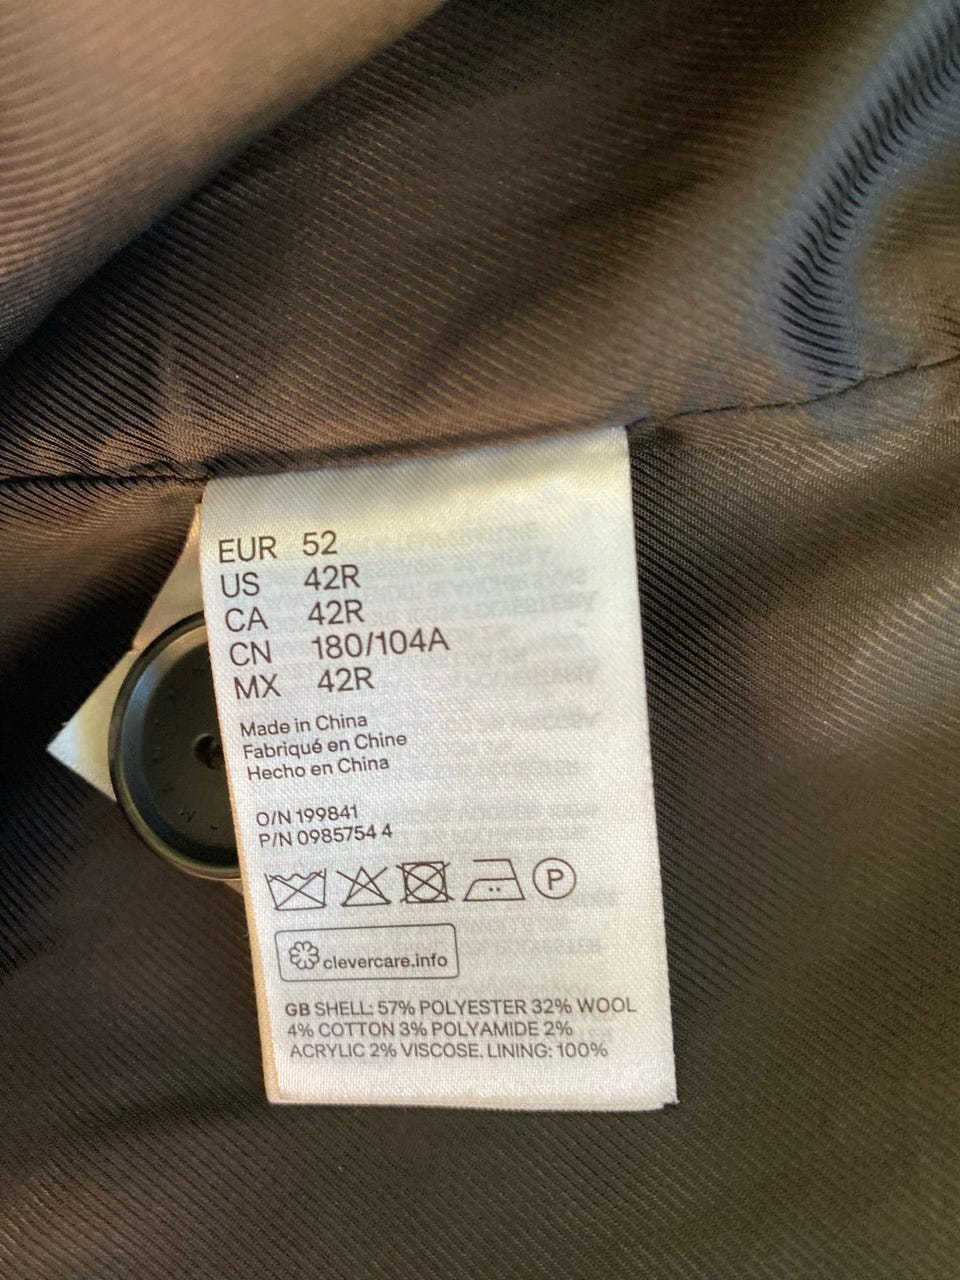 EUR 52
US 42R
CA 42R
CN 180/104A
MX 42R
Made in China
Fabriqué en Chine
Hecho en China
O/N 199841
P/N 0985754 4
P
clevercare.info
GB SHELL: 57% POLYESTER 32% WOOL
4% COTTON 3% POLYAMIDE 2%
ACRYLIC 2% VISCOSE. LINING: 100%